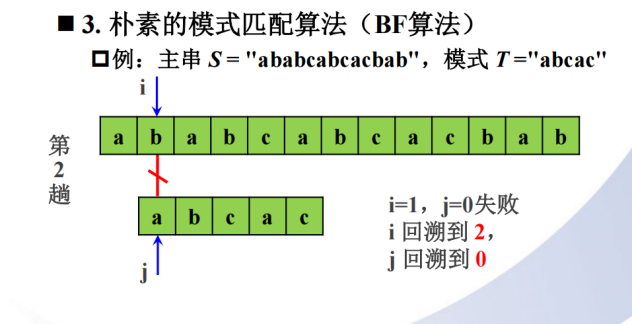 ■ 3. 朴素的模式匹配算法（BF算法）
例：主串 S = "ababcabcacbab"，模式 T ="abcac"
i
第2趟
a b a b c a b c a c b a b
a b c a c
j
i=1，j=0失败
i 回溯到 2，
j 回溯到 0